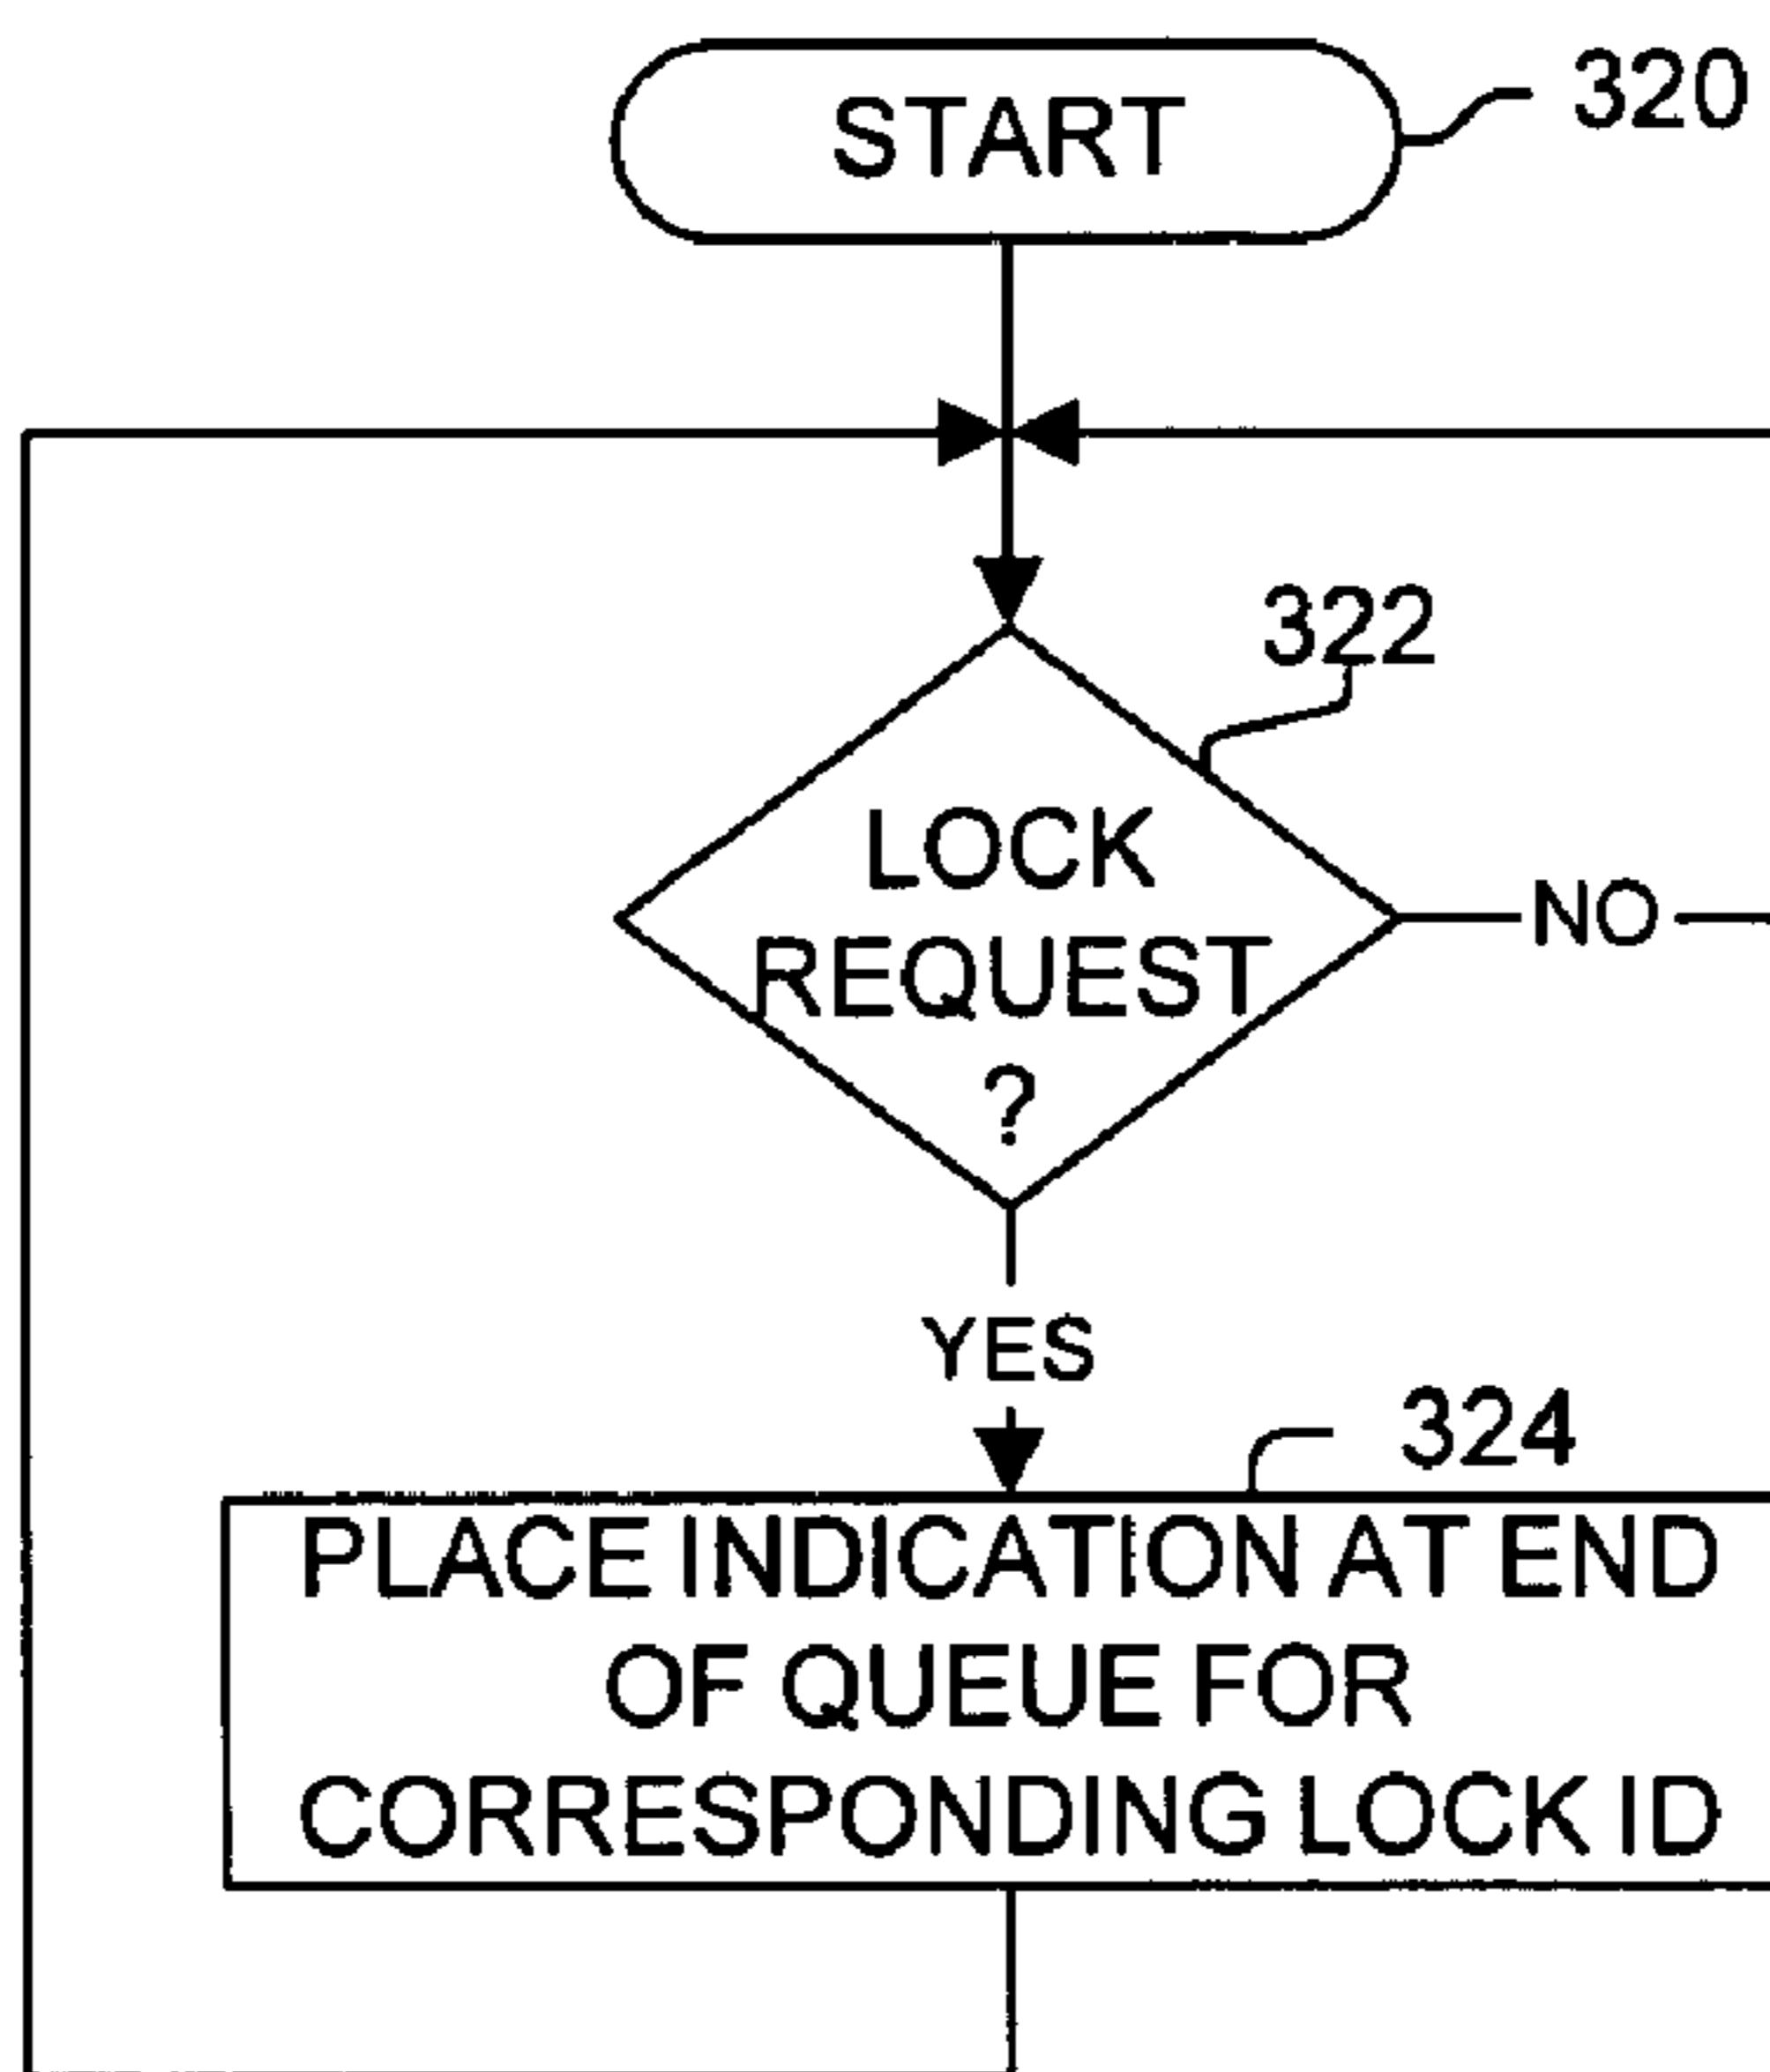 START
320
322
LOCK
REQUEST
?
NO
YES
324
PLACE INDICATION AT END
OF QUEUE FOR
CORRESPONDING LOCK ID